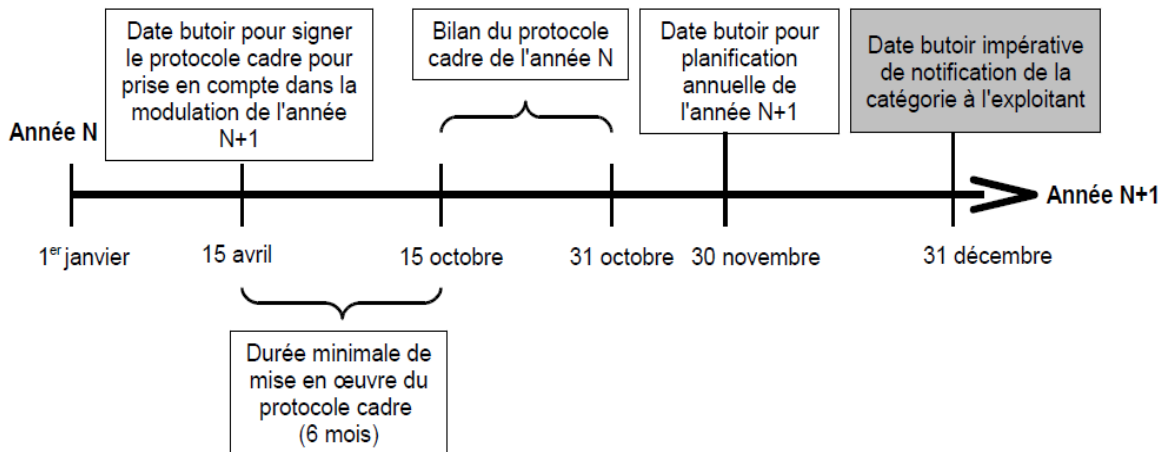 Date butoir pour signer
le protocole cadre pour
prise en compte dans la
modulation de l'année
N+1
Bilan du protocole
cadre de l'année N
Date butoir pour
planification
annuelle de
l'année N+1
Date butoir impérative
de notification de la
catégorie à l'exploitant
Année N
Année N+1
1er janvier
15 avril
15 octobre
31 octobre
30 novembre
31 décembre
Durée minimale de
mise en œuvre du
protocole cadre
(6 mois)